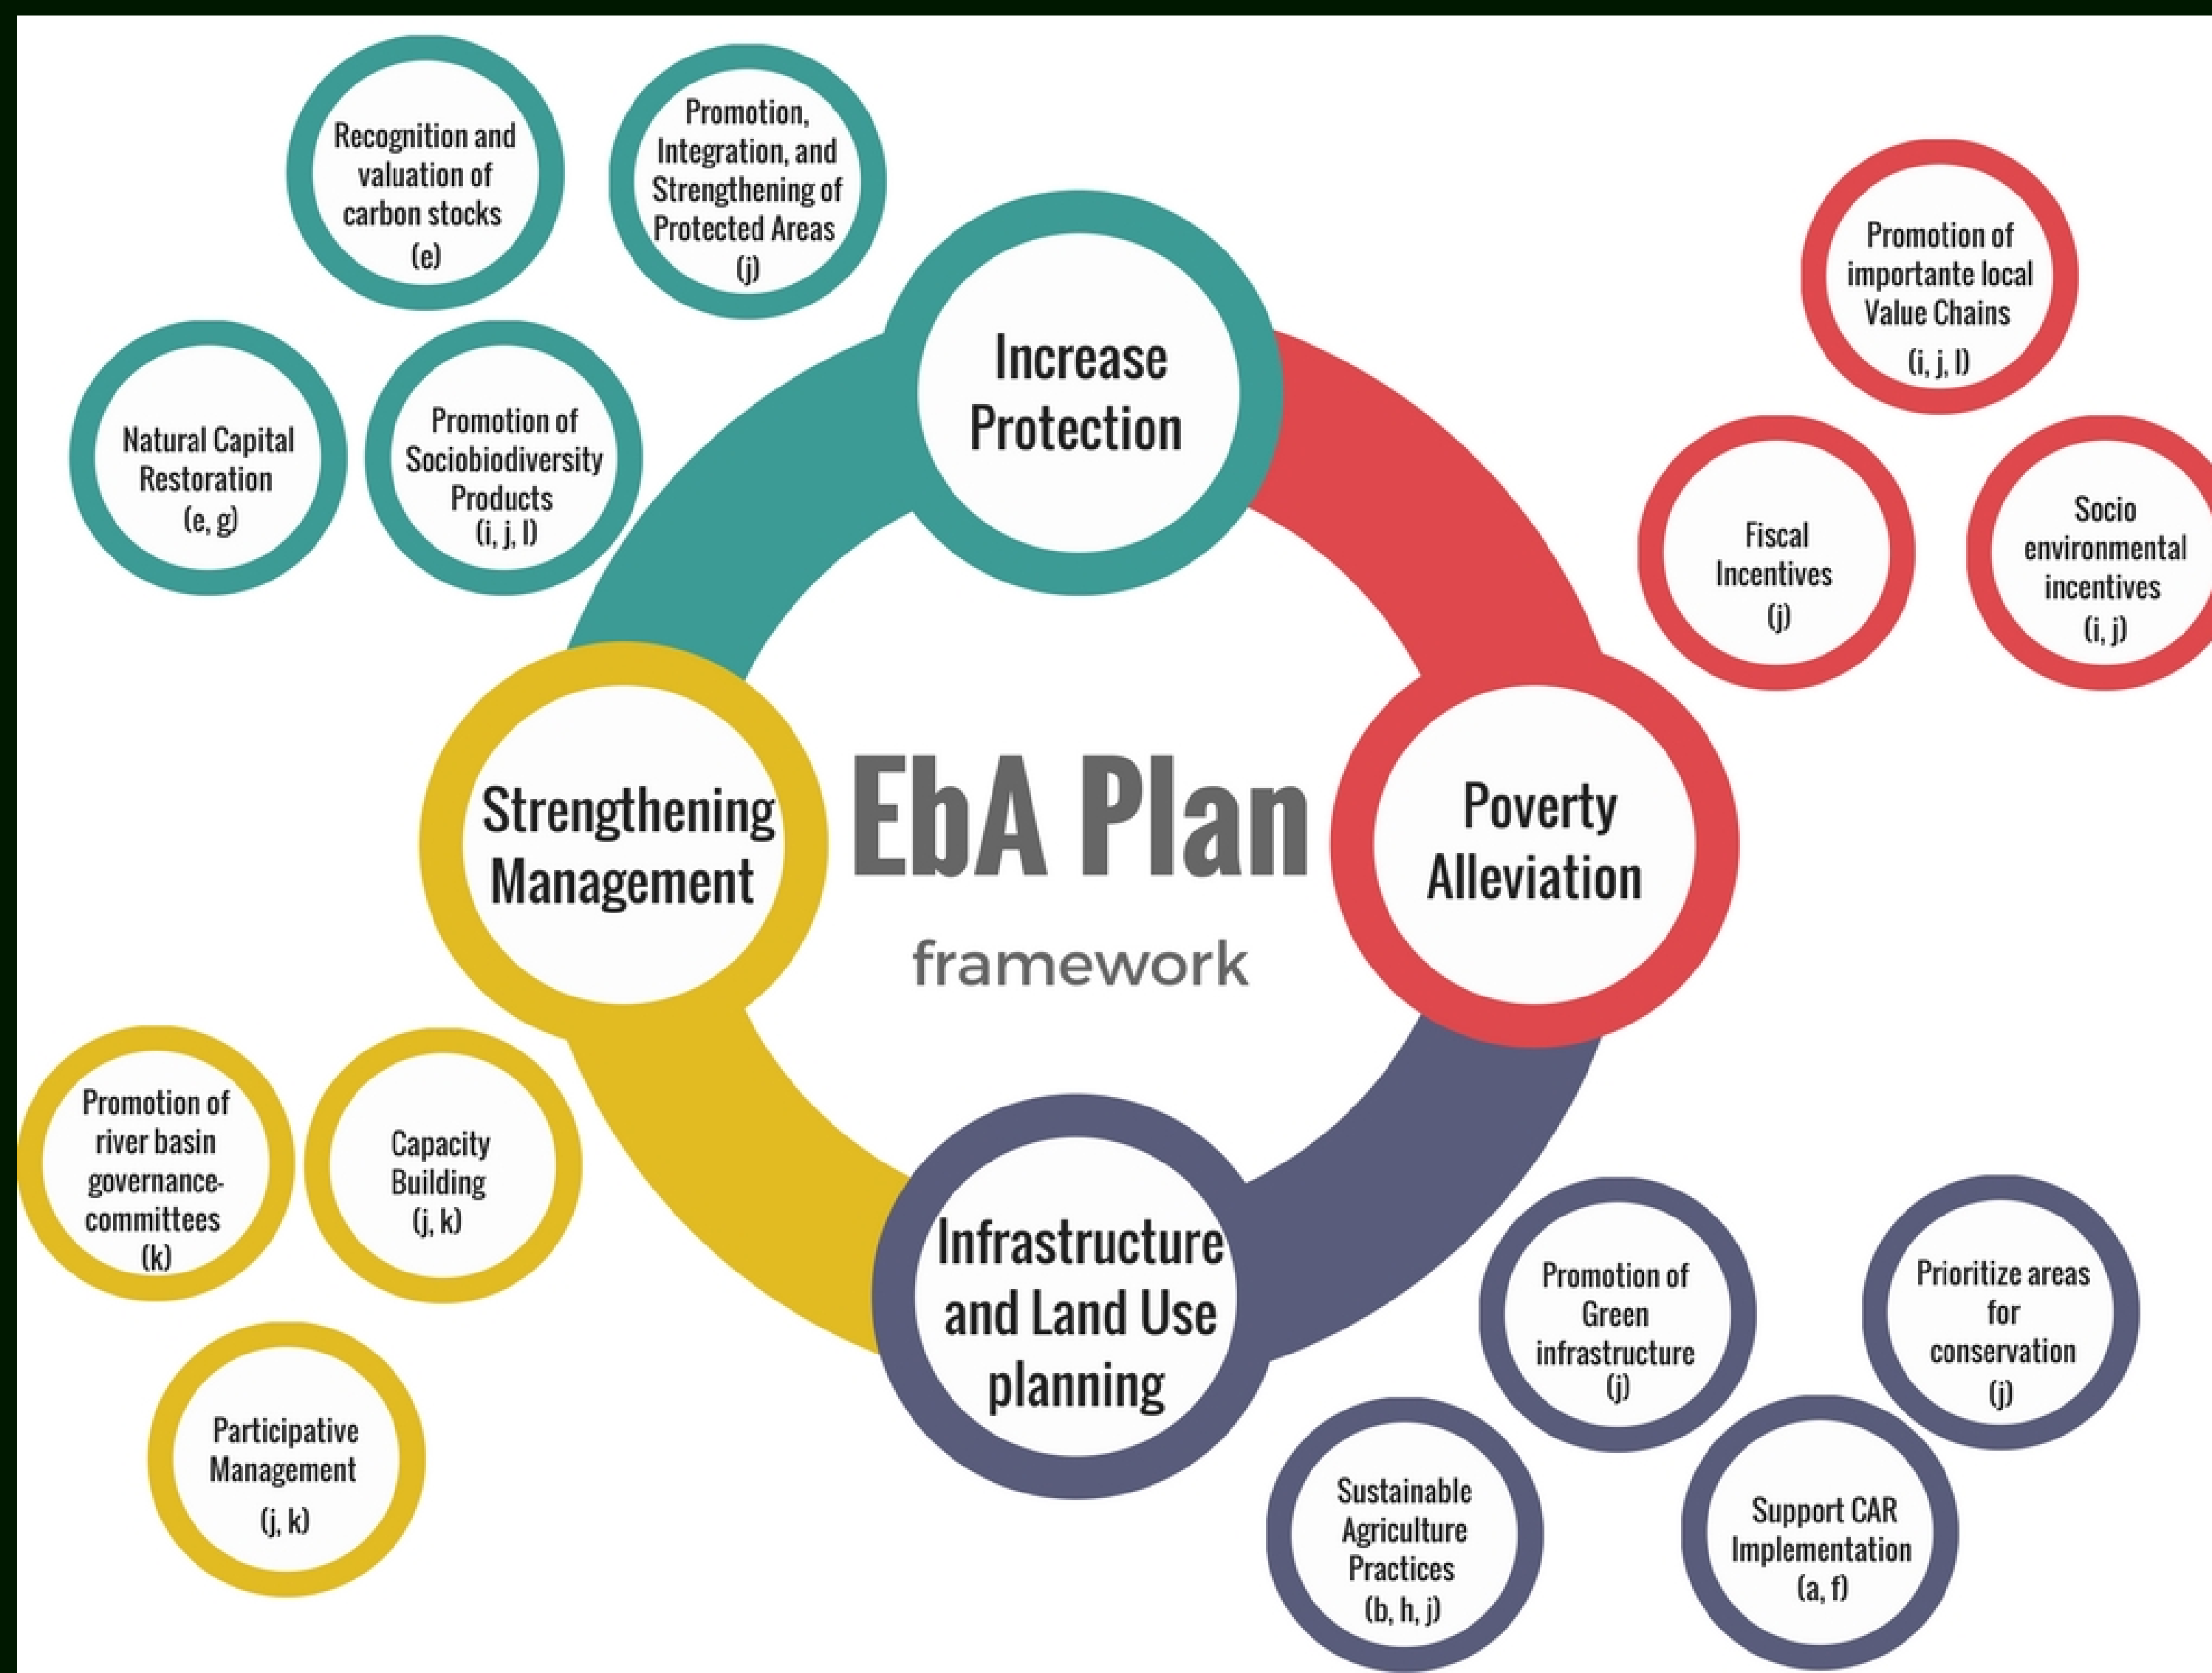 Recognition and
valuation of
carbon stocks
(e)
Promotion,
Integration, and
Strengthening of
Protected Areas
(j)
Natural Capital
Restoration
(e, g)
Promotion of
Sociobiodiversity
Products
(i, j, l)
Increase
Protection
Promotion of
importante local
Value Chains
(i, j, l)
Fiscal
Incentives
(j)
Socio
environmental
incentives
(i, j)
Strengthening
Management
EbA Plan
framework
Poverty
Alleviation
Promotion of
river basin
governance-
committees
(k)
Capacity
Building
(j, k)
Participative
Management
(j, k)
Infrastructure
and Land Use
planning
Promotion of
Green
infrastructure
(j)
Prioritize areas
for
conservation
(j)
Sustainable
Agriculture
Practices
(b, h, j)
Support CAR
Implementation
(a, f)